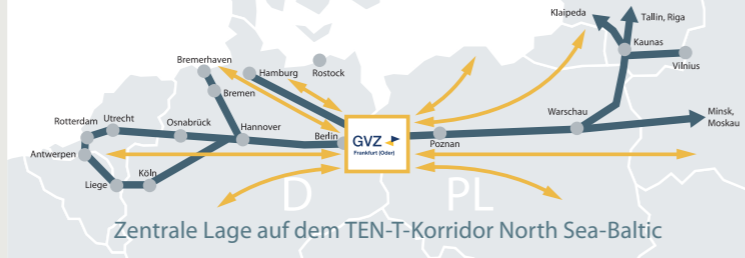 Klaipeda
Tallin, Riga
Kaunas
Vilnius
Bremerhaven
Hamburg
Rostock
Bremen
Warschau
Minsk,
Moskau
Rotterdam
Utrecht
Osnabrück
Hannover
Berlin
GVZ
Frankfurt (Oder)
Poznan
Antwerpen
Liege
Köln
D
PL
Zentrale Lage auf dem TEN-T-Korridor North Sea-Baltic